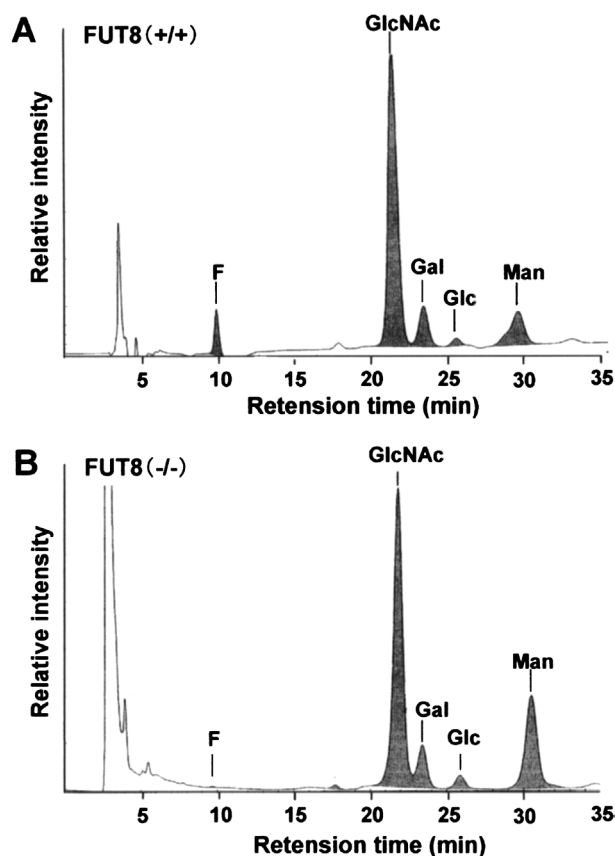 A
FUT8(+/+)
GlcNAc
F
Gal
Glc
Man
Relative intensity
5 10 15 20 25 30 35
Retension time (min)
B
FUT8(-/-)
GlcNAc
F
Gal
Glc
Man
Relative intensity
5 10 15 20 25 30 35
Retension time (min)